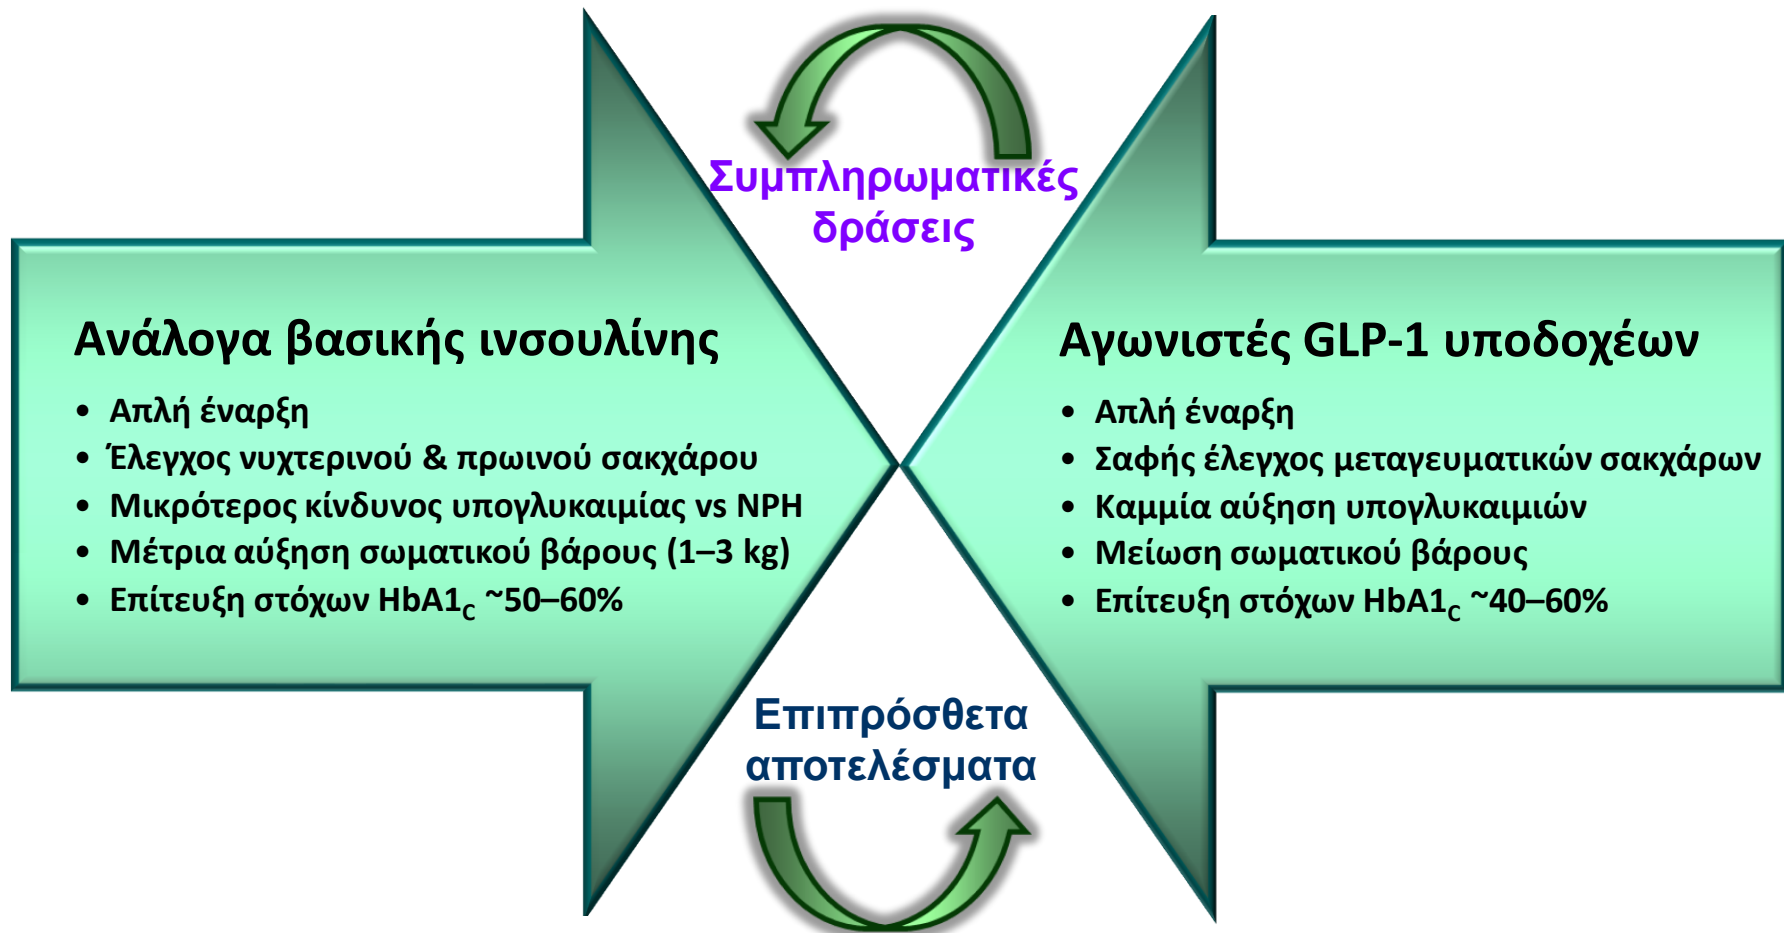 Συμπληρωματικές
δράσεις
Ανάλογα βασικής ινσουλίνης
• Απλή έναρξη
• Έλεγχος νυχτερινού & πρωινού σακχάρου
• Μικρότερος κίνδυνος υπογλυκαιμίας vs NPH
• Μέτρια αύξηση σωματικού βάρους (1–3 kg)
• Επίτευξη στόχων HbA1C ~50–60%
Αγωνιστές GLP-1 υποδοχέων
• Απλή έναρξη
• Σαφής έλεγχος μεταγευματικών σακχάρων
• Καμμία αύξηση υπογλυκαιμιών
• Μείωση σωματικού βάρους
• Επίτευξη στόχων HbA1C ~40–60%
Επιπρόσθετα
αποτελέσματα